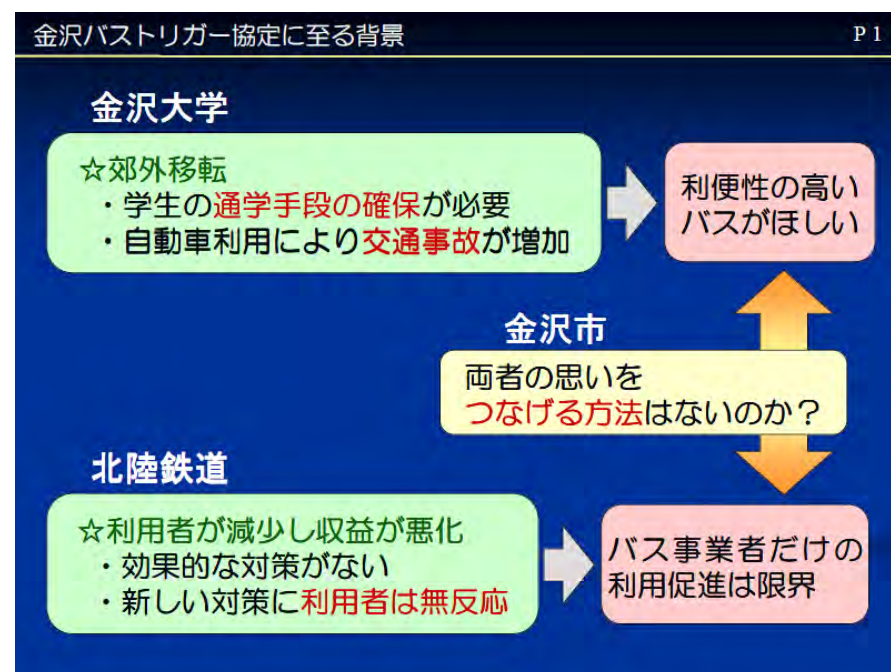 金沢バストリガー協定に至る背景
P 1
金沢大学
☆郊外移転
・学生の通学手段の確保が必要
・自動車利用により交通事故が増加
利便性の高い
バスがほしい
金沢市
両者の思いを
つなげる方法はないのか？
北陸鉄道
☆利用者が減少し収益が悪化
・効果的な対策がない
・新しい対策に利用者は無反応
バス事業者だけの
利用促進は限界